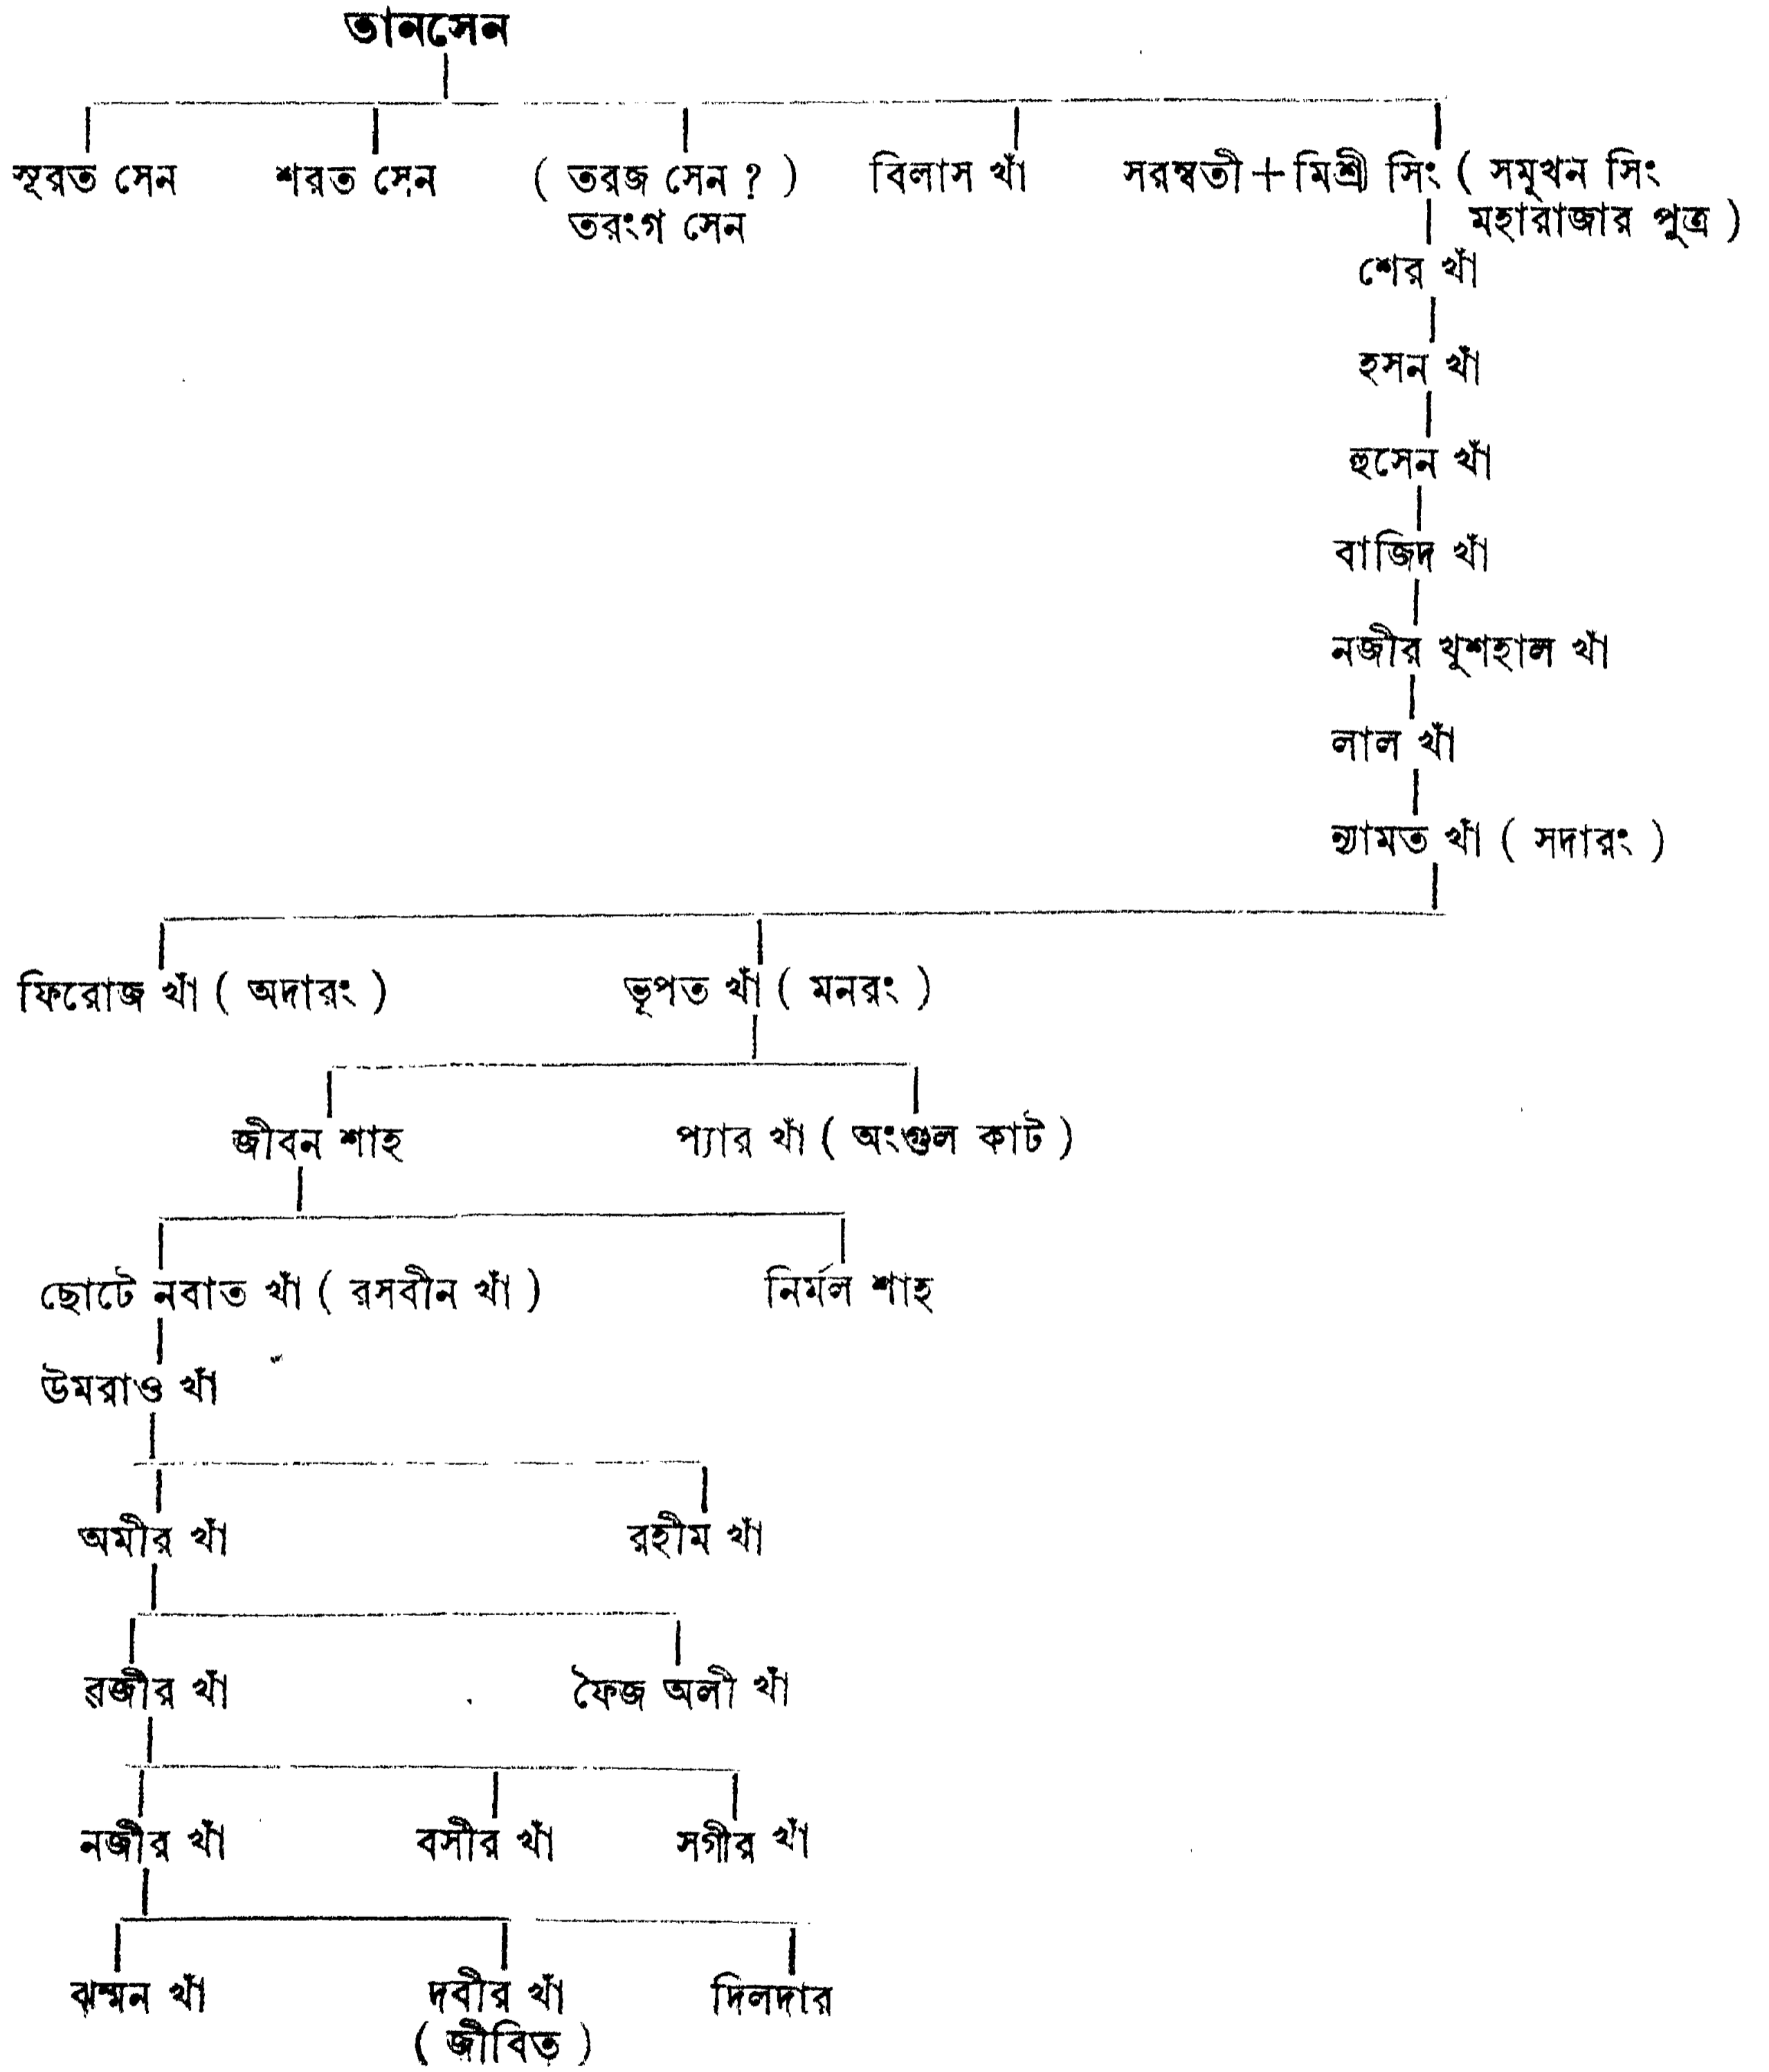 তানসেন
সুরত সেন শরত সেন ( তরজ সেন ? ) বিলাস খাঁ সরস্বতী + মিশ্রী সিং ( সমুখন সিং
তরংগ সেন মহারাজার পুত্র )
শের খাঁ
হসন খাঁ
হুসেন খাঁ
বাজিদ খাঁ
নজীর খুশহাল খাঁ
লাল খাঁ
ন্যামত খাঁ ( সদারং )
ফিরোজ খাঁ ( অদারং ) ভূপত খাঁ ( মনরং )
জীবন শাহ প্যার খাঁ ( অংগুল কাট )
ছোটে নবাত খাঁ ( রসবীন খাঁ ) নির্মল শাহ
উমরাও খাঁ
অমীর খাঁ রহীম খাঁ
ৱজীর খাঁ ফৈজ অলী খাঁ
নজীর খাঁ বসীর খাঁ সগীর খাঁ
ঝম্মন খাঁ দবীর খাঁ দিলদার
( জীবিত )